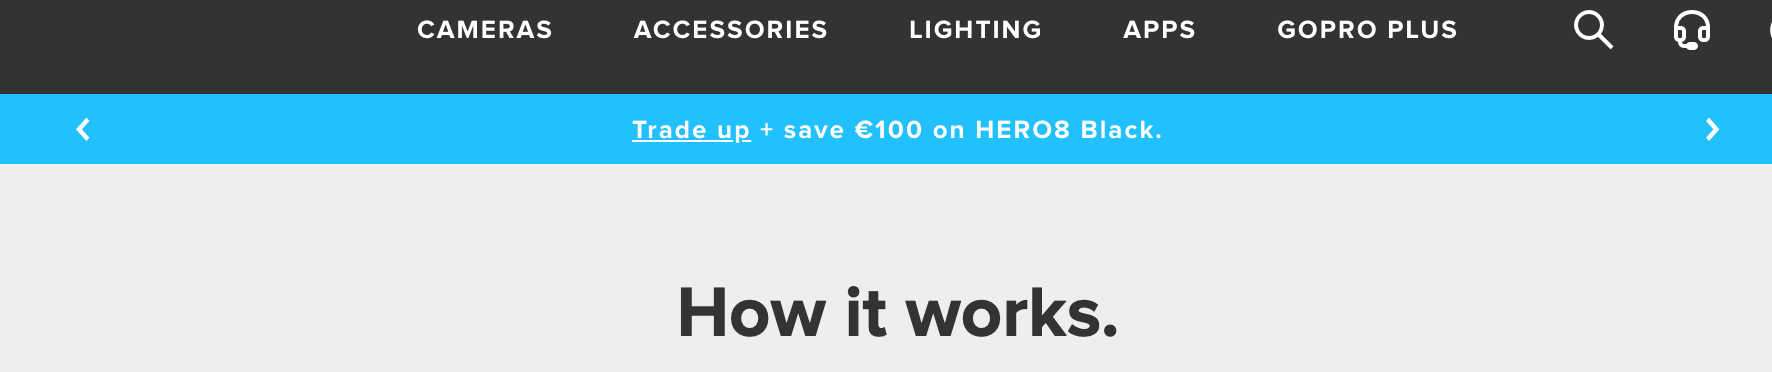 CAMERAS ACCESSORIES LIGHTING APPS GOPRO PLUS
Trade up + save €100 on HERO8 Black.
How it works.